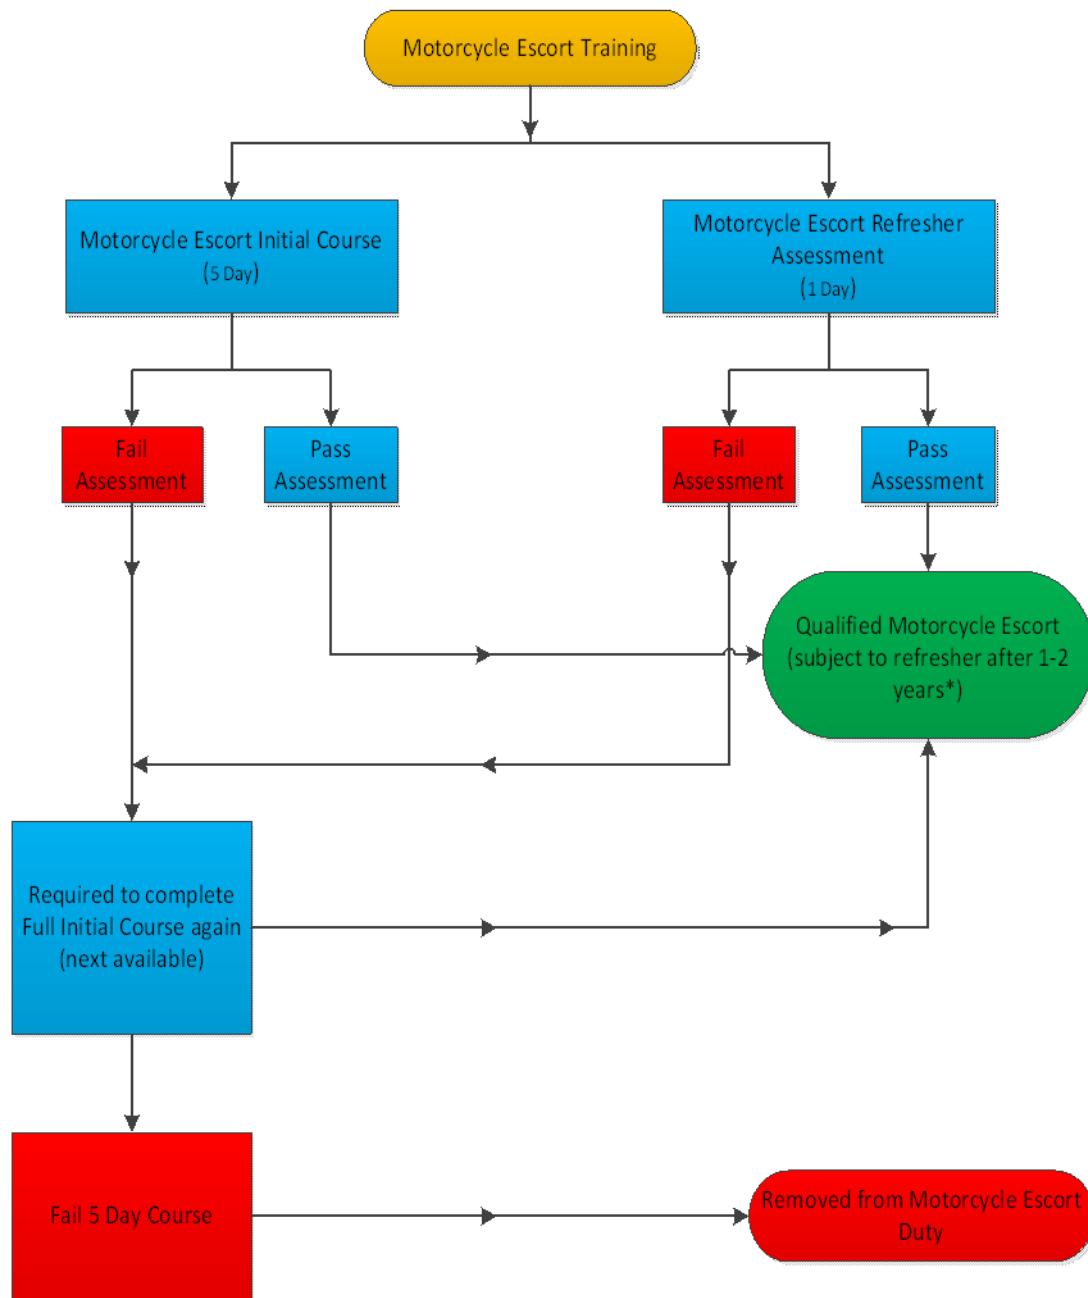 Motorcycle Escort Training
Motorcycle Escort Initial Course
(5 Day)
Motorcycle Escort Refresher
Assessment
(1 Day)
Fail
Assessment
Pass
Assessment
Fail
Assessment
Pass
Assessment
Qualified Motorcycle Escort
(subject to refresher after 1-2
years*)
Required to complete
Full Initial Course again
(next available)
Fail 5 Day Course
Removed from Motorcycle Escort
Duty